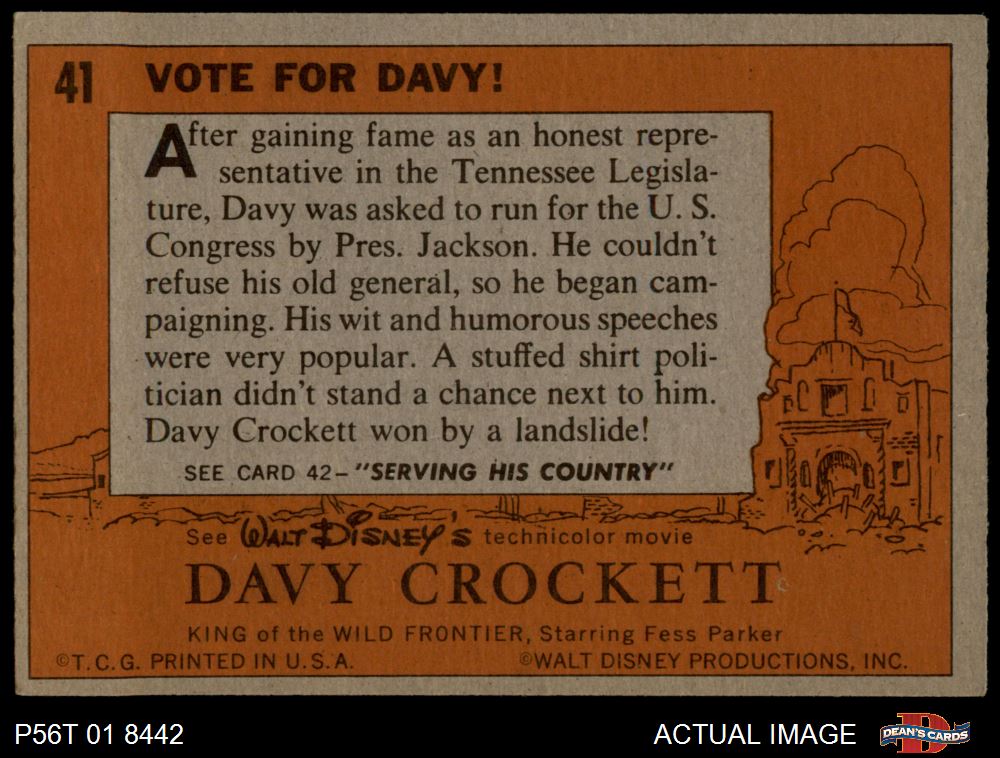 41 VOTE FOR DAVY!
After gaining fame as an honest repre-
sentative in the Tennessee Legisla-
ture, Davy was asked to run for the U. S.
Congress by Pres. Jackson. He couldn't
refuse his old general, so he began cam-
paigning. His wit and humorous speeches
were very popular. A stuffed shirt poli-
tician didn't stand a chance next to him.
Davy Crockett won by a landslide!
SEE CARD 42-"SERVING HIS COUNTRY"
See WALT DISNEY'S technicolor movie
DAVY CROCKETT
KING of the WILD FRONTIER, Starring Fess Parker
©T.C.G. PRINTED IN U.S.A. ©WALT DISNEY PRODUCTIONS, INC.
P56T 01 8442 ACTUAL IMAGE D DEAN'S CARDS